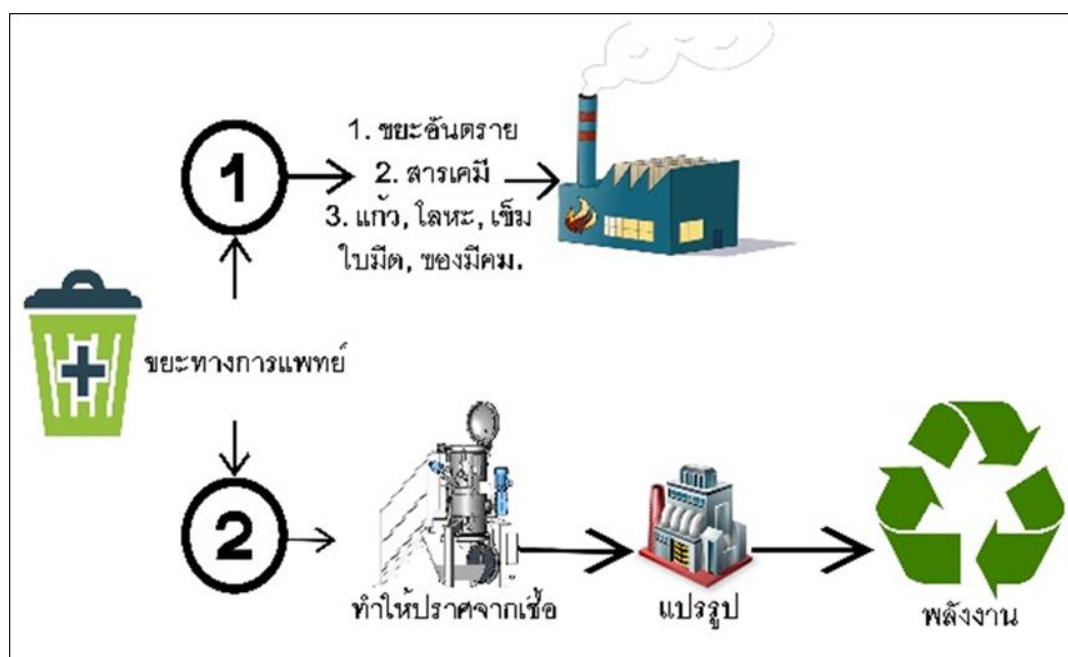 1
1. ขยะอันตราย
2. สารเคมี
3. แก้ว, โลหะ, เข็ม
ใบมีด, ของมีคม.
ขยะทางการแพทย์
2
ทำให้ปราศจากเชื้อ
แปรรูป
พลังงาน